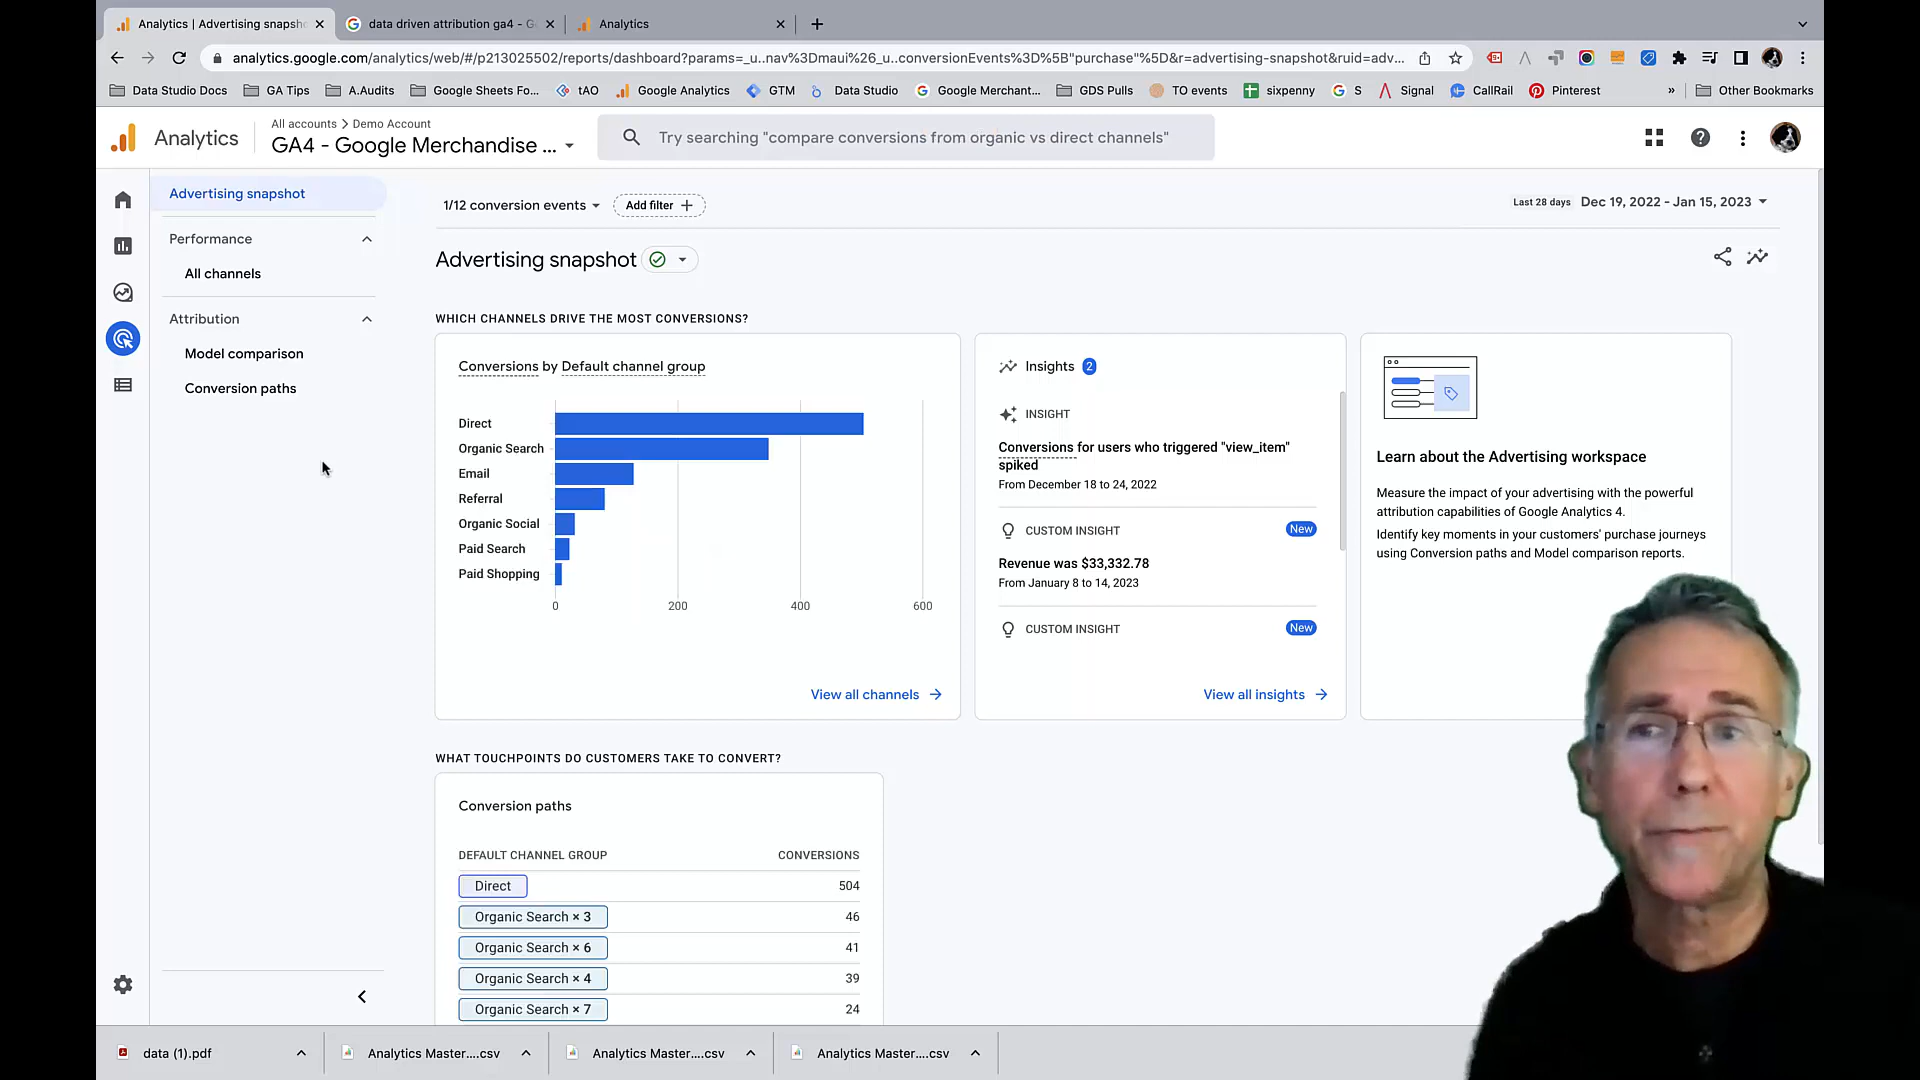 Analytics | Advertising snapsh
data driven attribution ga4 - G
Analytics
analytics.google.com/analytics/web/#/p213025502/reports/dashboard?params=_u..nav%3Dmaui%26_u..conversionEvents%3D%5B"purchase"%5D&r=advertising-snapshot&ruid=adv...
Data Studio Docs
GA Tips
A.Audits
Google Sheets Fo...
tAO
Google Analytics
GTM
Data Studio
Google Merchant...
GDS Pulls
TO events
sixpenny
S
Signal
CallRail
Pinterest
»
Other Bookmarks
Analytics
All accounts > Demo Account
GA4 - Google Merchandise ...
Try searching "compare conversions from organic vs direct channels"
Advertising snapshot
Performance
All channels
Attribution
Model comparison
Conversion paths
1/12 conversion events
Add filter +
Last 28 days Dec 19, 2022 - Jan 15, 2023
Advertising snapshot
WHICH CHANNELS DRIVE THE MOST CONVERSIONS?
Conversions by Default channel group
Direct
Organic Search
Email
Referral
Organic Social
Paid Search
Paid Shopping
0 200 400 600
View all channels
Insights 2
INSIGHT
Conversions for users who triggered "view_item"
spiked
From December 18 to 24, 2022
CUSTOM INSIGHT New
Revenue was $33,332.78
From January 8 to 14, 2023
CUSTOM INSIGHT New
View all insights
Learn about the Advertising workspace
Measure the impact of your advertising with the powerful
attribution capabilities of Google Analytics 4.
Identify key moments in your customers' purchase journeys
using Conversion paths and Model comparison reports.
WHAT TOUCHPOINTS DO CUSTOMERS TAKE TO CONVERT?
Conversion paths
DEFAULT CHANNEL GROUP CONVERSIONS
Direct 504
Organic Search × 3 46
Organic Search × 6 41
Organic Search × 4 39
Organic Search × 7 24
data (1).pdf
Analytics Master....csv
Analytics Master....csv
Analytics Master....csv